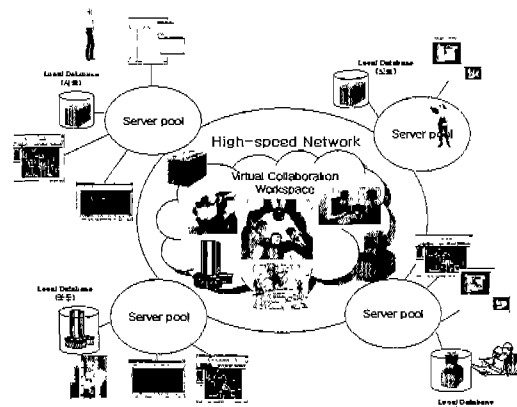 Local Database
Server pool
Local Database
Server pool
High-speed Network
Virtual Collaboration
Workspace
Local Database
Server pool
Server pool
Local Database